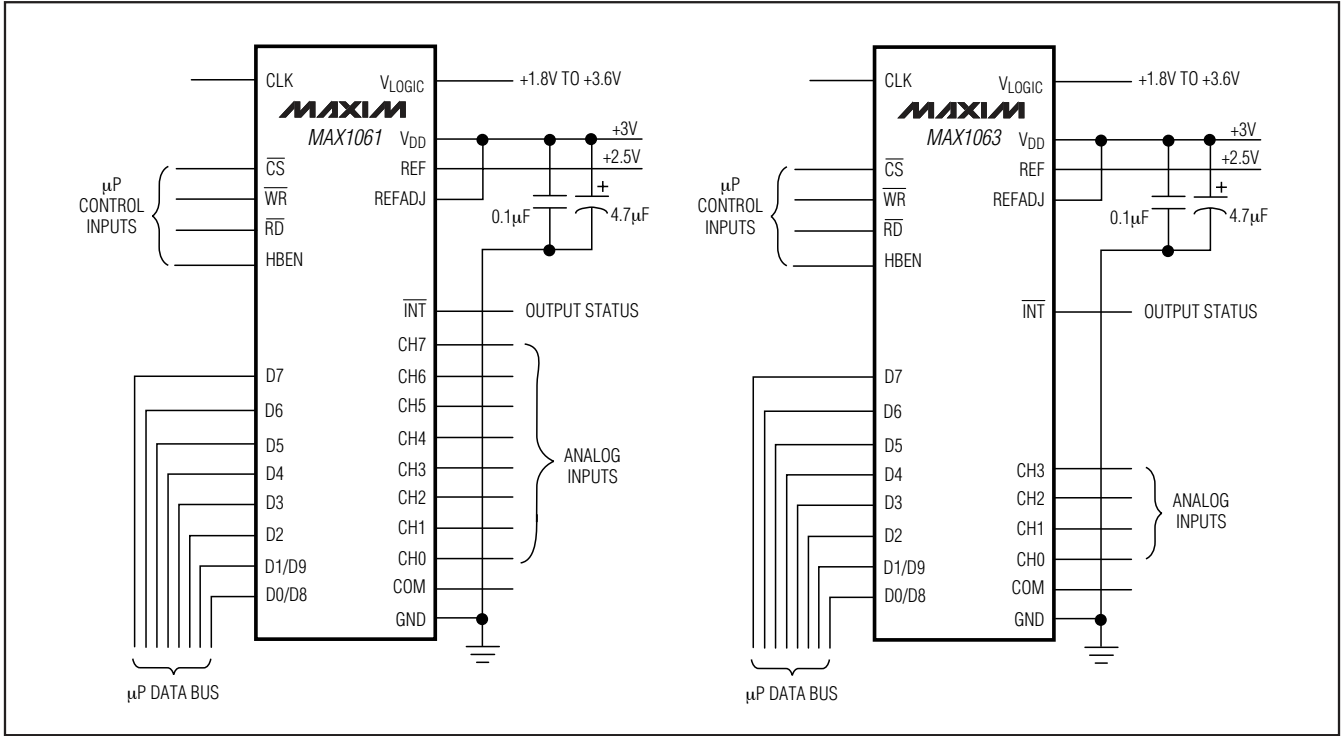 CLK
VLOGIC
+1.8V TO +3.6V
MAXIM
MAX1061
VDD
+3V
REF
+2.5V
REFADJ
0.1µF
+
4.7µF
µP
CONTROL
INPUTS
CS
WR
RD
HBEN
INT
OUTPUT STATUS
CH7
CH6
CH5
CH4
CH3
CH2
CH1
CH0
COM
GND
ANALOG
INPUTS
D7
D6
D5
D4
D3
D2
D1/D9
D0/D8
µP DATA BUS
CLK
VLOGIC
+1.8V TO +3.6V
MAXIM
MAX1063
VDD
+3V
REF
+2.5V
REFADJ
0.1µF
+
4.7µF
µP
CONTROL
INPUTS
CS
WR
RD
HBEN
INT
OUTPUT STATUS
CH3
CH2
CH1
CH0
COM
GND
ANALOG
INPUTS
D7
D6
D5
D4
D3
D2
D1/D9
D0/D8
µP DATA BUS